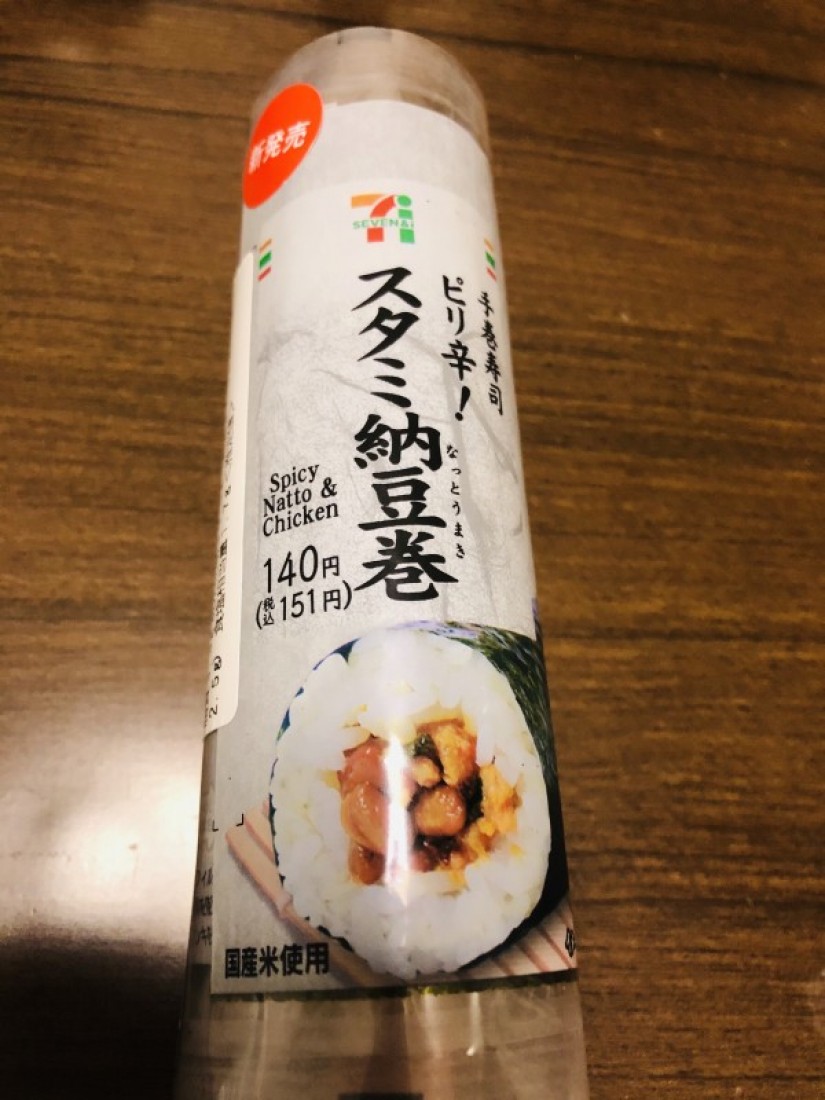 新発売
SEVEN&i
手巻寿司
ピリ辛!
スタミナ納豆巻
なっとうまき
Spicy
Natto &
Chicken
140円
(税込151円)
国産米使用